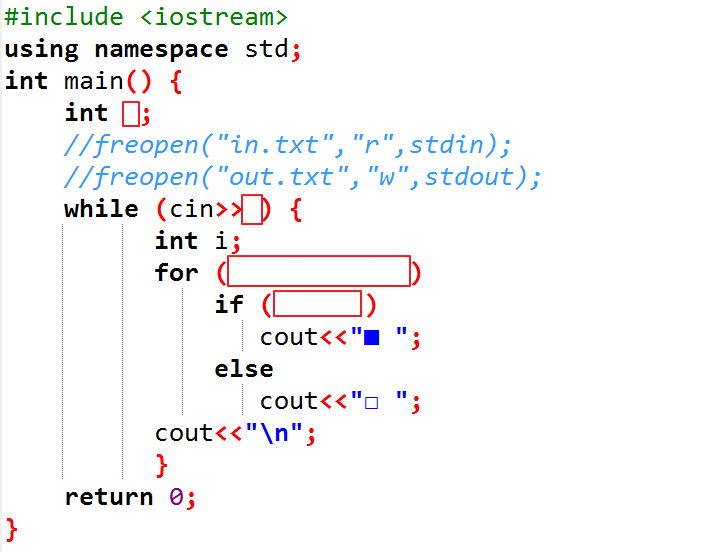 #include <iostream>
using namespace std;
int main() {
int ;
//freopen("in.txt","r",stdin);
//freopen("out.txt","w",stdout);
while (cin>> ) {
int i;
for ( )
if ( )
cout<<"■ ";
else
cout<<"□ ";
cout<<"\n";
}
return 0;
}